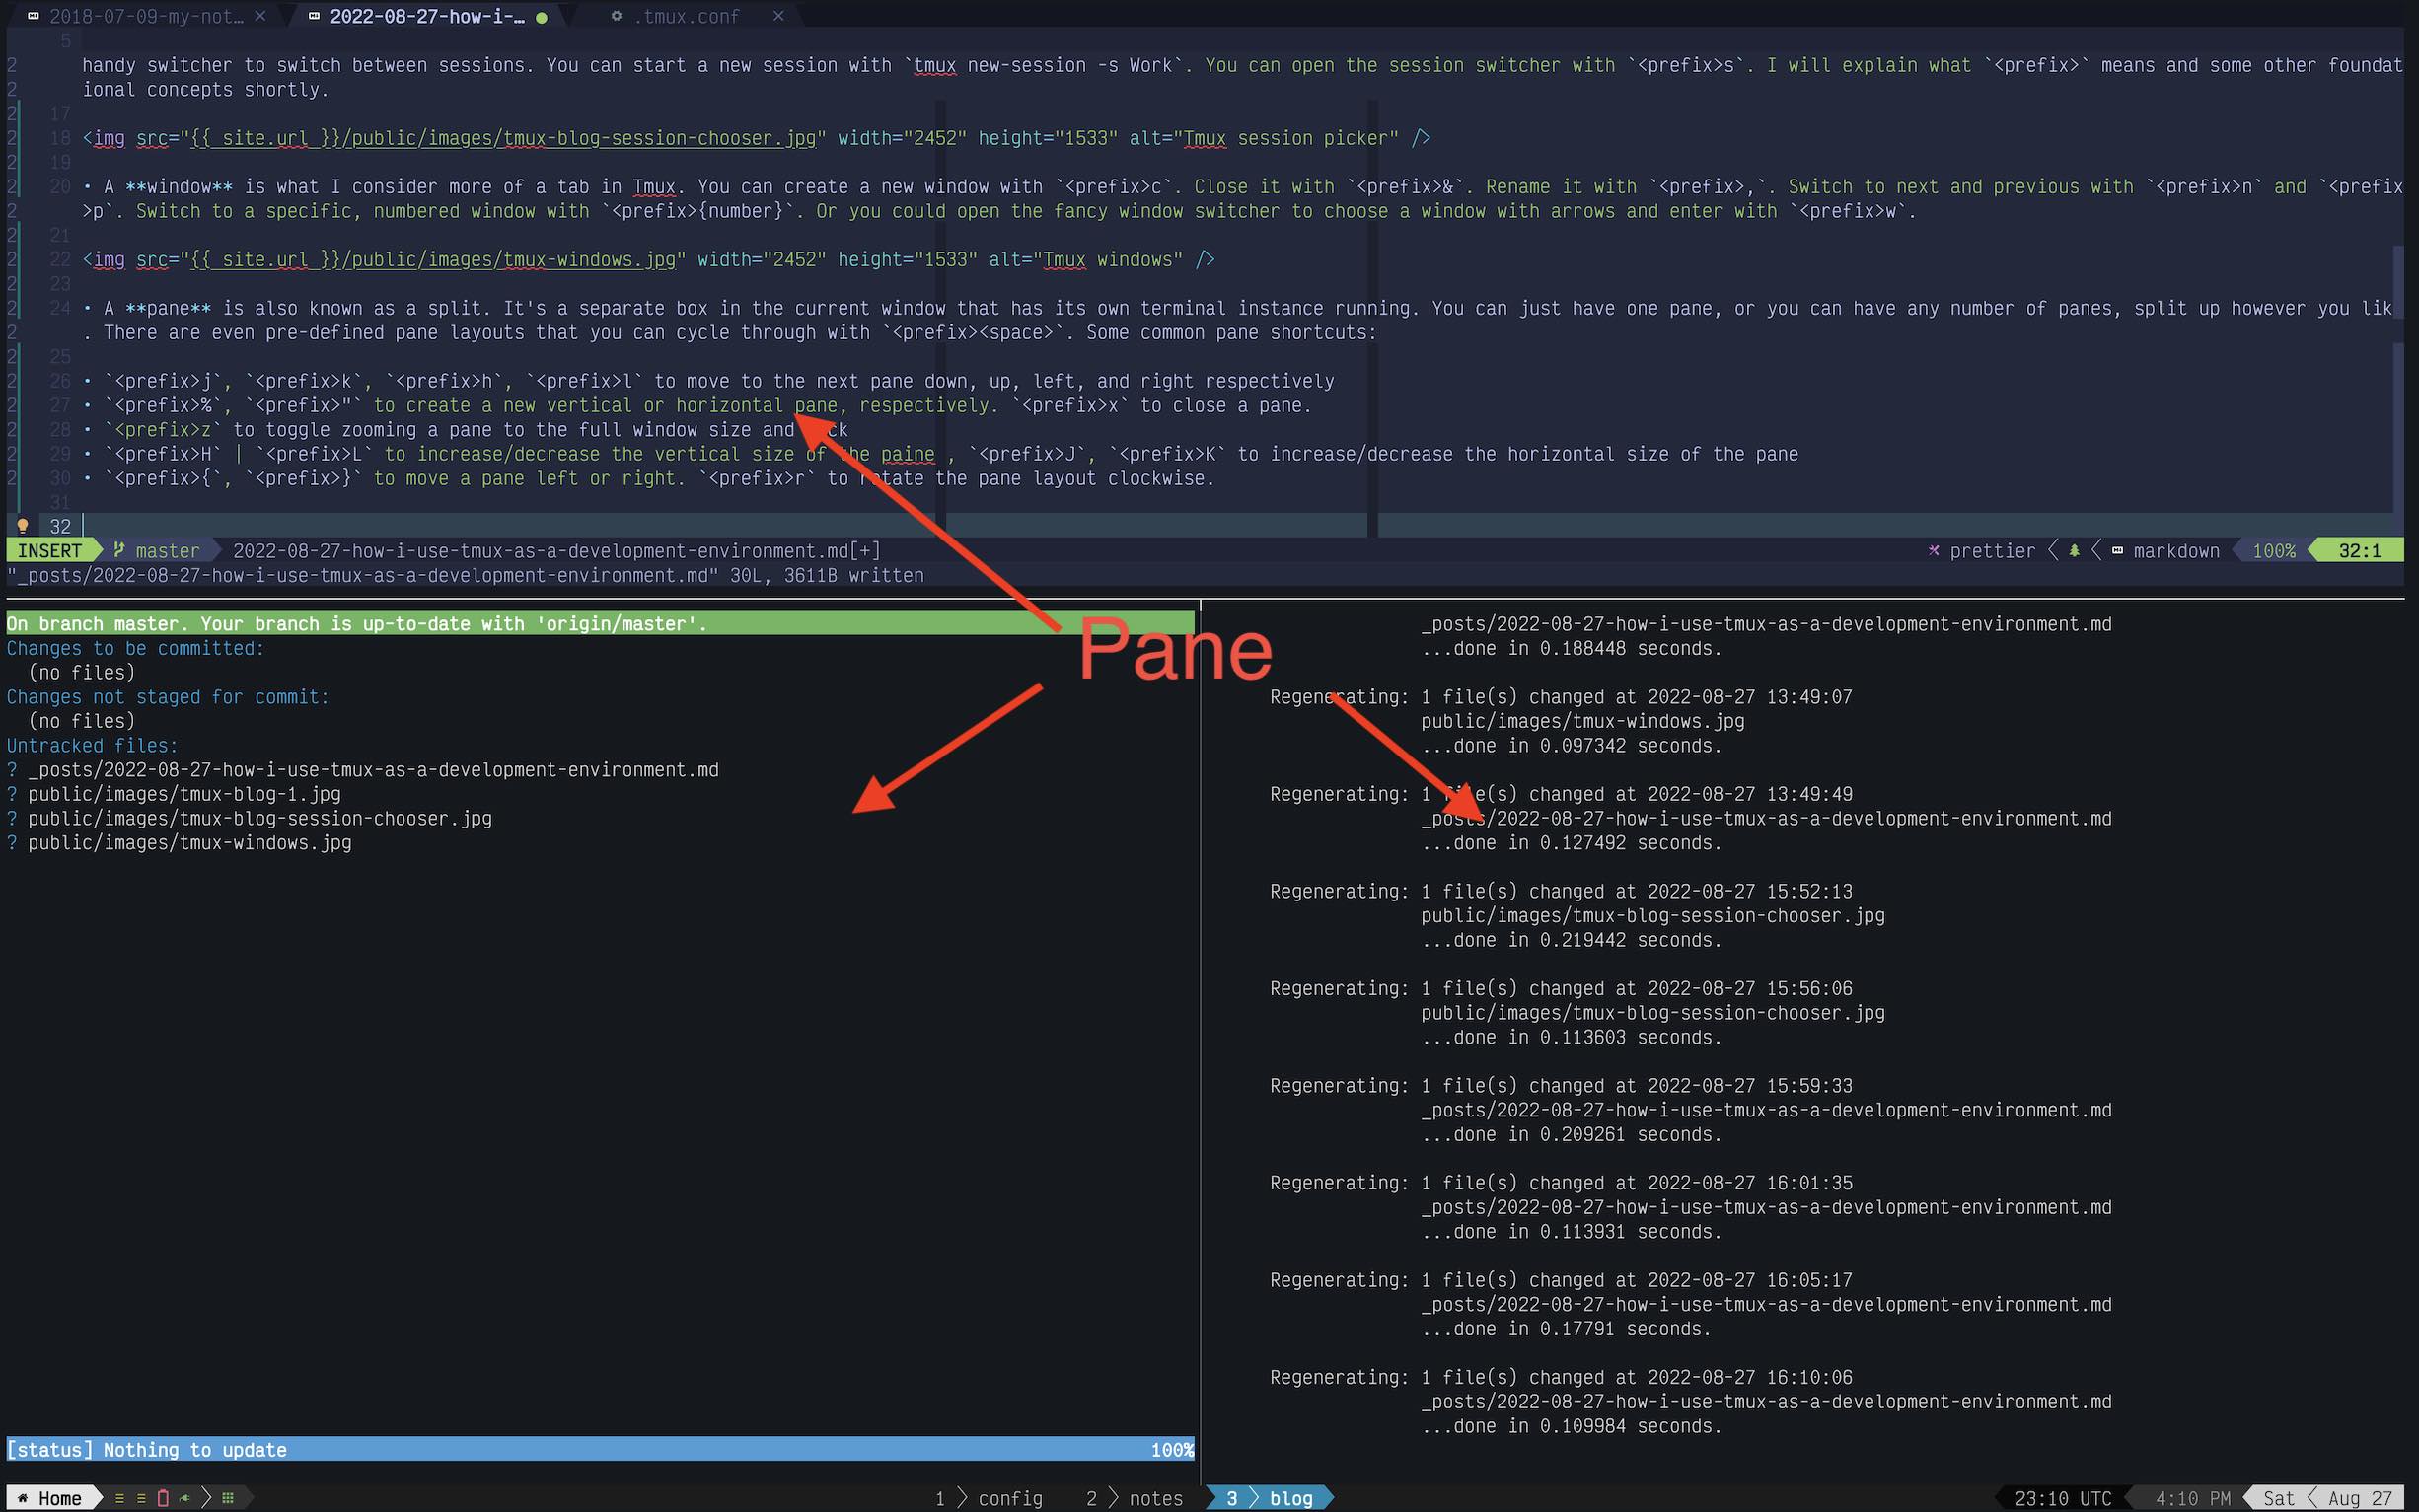 2018-07-09-my-not… × 2022-08-27-how-i-… .tmux.conf ×
5
2 handy switcher to switch between sessions. You can start a new session with `tmux new-session -s Work`. You can open the session switcher with `<prefix>s`. I will explain what `<prefix>` means and some other foundat
2 ional concepts shortly.
2 17
2 18 <img src="{{ site.url }}/public/images/tmux-blog-session-chooser.jpg" width="2452" height="1533" alt="Tmux session picker" />
2 19
2 20 • A **window** is what I consider more of a tab in Tmux. You can create a new window with `<prefix>c`. Close it with `<prefix>&`. Rename it with `<prefix>,`. Switch to next and previous with `<prefix>n` and `<prefix
2 >p`. Switch to a specific, numbered window with `<prefix>{number}`. Or you could open the fancy window switcher to choose a window with arrows and enter with `<prefix>w`.
2 21
2 22 <img src="{{ site.url }}/public/images/tmux-windows.jpg" width="2452" height="1533" alt="Tmux windows" />
2 23
2 24 • A **pane** is also known as a split. It's a separate box in the current window that has its own terminal instance running. You can just have one pane, or you can have any number of panes, split up however you lik
2 . There are even pre-defined pane layouts that you can cycle through with `<prefix><space>`. Some common pane shortcuts:
2 25
2 26 • `<prefix>j`, `<prefix>k`, `<prefix>h`, `<prefix>l` to move to the next pane down, up, left, and right respectively
2 27 • `<prefix>%`, `<prefix>"` to create a new vertical or horizontal pane, respectively. `<prefix>x` to close a pane.
2 28 • `<prefix>z` to toggle zooming a pane to the full window size and ck
2 29 • `<prefix>H` | `<prefix>L` to increase/decrease the vertical size of the paine , `<prefix>J`, `<prefix>K` to increase/decrease the horizontal size of the pane
2 30 • `<prefix>{`, `<prefix>}` to move a pane left or right. `<prefix>r` to rotate the pane layout clockwise.
31
32
INSERT master 2022-08-27-how-i-use-tmux-as-a-development-environment.md[+] prettier markdown 100% 32:1
"_posts/2022-08-27-how-i-use-tmux-as-a-development-environment.md" 30L, 3611B written
Pane
On branch master. Your branch is up-to-date with 'origin/master'.
Changes to be committed:
(no files)
Changes not staged for commit:
(no files)
Untracked files:
? _posts/2022-08-27-how-i-use-tmux-as-a-development-environment.md
? public/images/tmux-blog-1.jpg
? public/images/tmux-blog-session-chooser.jpg
? public/images/tmux-windows.jpg
[status] Nothing to update 100%
_posts/2022-08-27-how-i-use-tmux-as-a-development-environment.md
...done in 0.188448 seconds.
Regenerating: 1 file(s) changed at 2022-08-27 13:49:07
public/images/tmux-windows.jpg
...done in 0.097342 seconds.
Regenerating: 1 file(s) changed at 2022-08-27 13:49:49
_posts/2022-08-27-how-i-use-tmux-as-a-development-environment.md
...done in 0.127492 seconds.
Regenerating: 1 file(s) changed at 2022-08-27 15:52:13
public/images/tmux-blog-session-chooser.jpg
...done in 0.219442 seconds.
Regenerating: 1 file(s) changed at 2022-08-27 15:56:06
public/images/tmux-blog-session-chooser.jpg
...done in 0.113603 seconds.
Regenerating: 1 file(s) changed at 2022-08-27 15:59:33
_posts/2022-08-27-how-i-use-tmux-as-a-development-environment.md
...done in 0.209261 seconds.
Regenerating: 1 file(s) changed at 2022-08-27 16:01:35
_posts/2022-08-27-how-i-use-tmux-as-a-development-environment.md
...done in 0.113931 seconds.
Regenerating: 1 file(s) changed at 2022-08-27 16:05:17
_posts/2022-08-27-how-i-use-tmux-as-a-development-environment.md
...done in 0.17791 seconds.
Regenerating: 1 file(s) changed at 2022-08-27 16:10:06
_posts/2022-08-27-how-i-use-tmux-as-a-development-environment.md
...done in 0.109984 seconds.
Home 1 config 2 notes 3 blog 23:10 UTC 4:10 PM Sat Aug 27